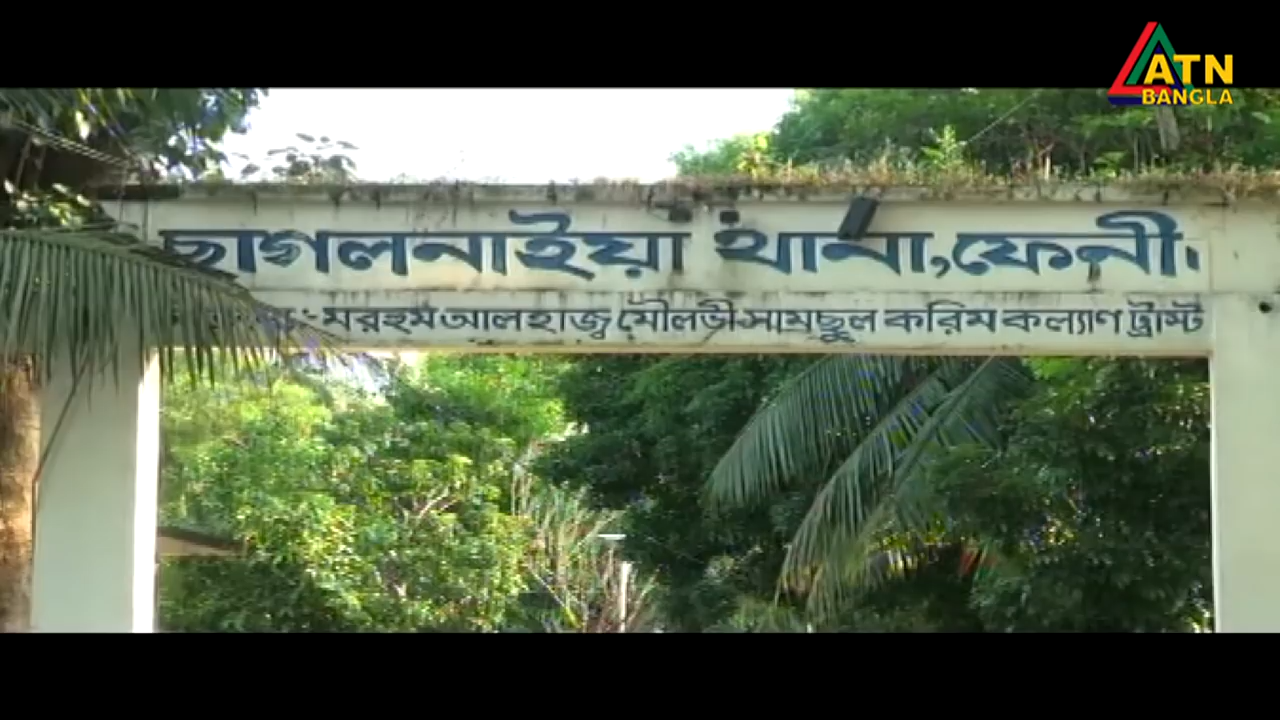 ATN
BANGLA
ছাগলনাইয়া থানা, ফেনী।
মরহুম আলহাজ্ব মৌলভী সামছুল করিম কল্যাণ ট্রাস্ট